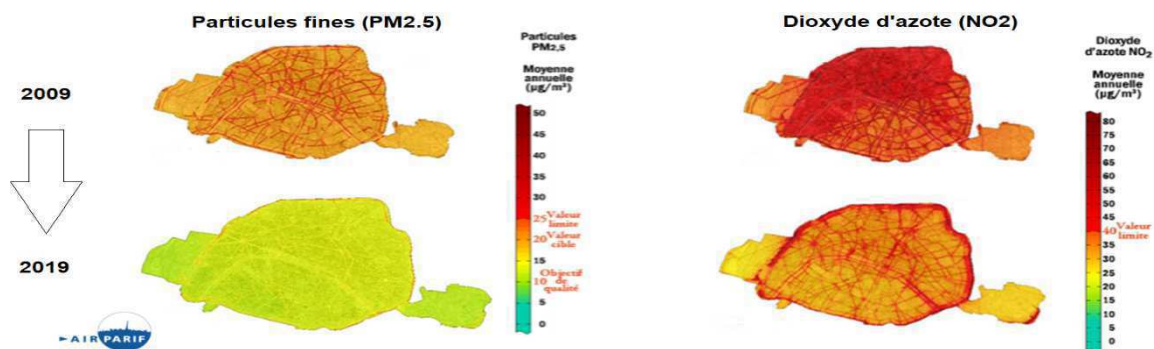 Particules fines (PM2.5)
Dioxyde d'azote (NO2)
2009
2019
Particules
PM2,5
Moyenne
annuelle
(µg/m³)
50
45
40
35
30
25 Valeur
limite
20 Valeur
cible
15
Objectif
10 de
qualité
5
0
Dioxyde
d'azote NO2
Moyenne
annuelle
(µg/m³)
80
75
70
65
60
55
50
45
40 Valeur
limite
35
30
25
20
15
10
5
0
AIRPARIF